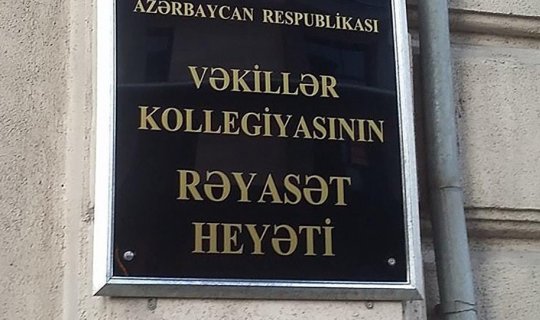 AZƏRBAYCAN RESPUBLİKASI
VƏKİLLƏR
KOLLEGİYASININ
RƏYASƏT
HEYƏTİ